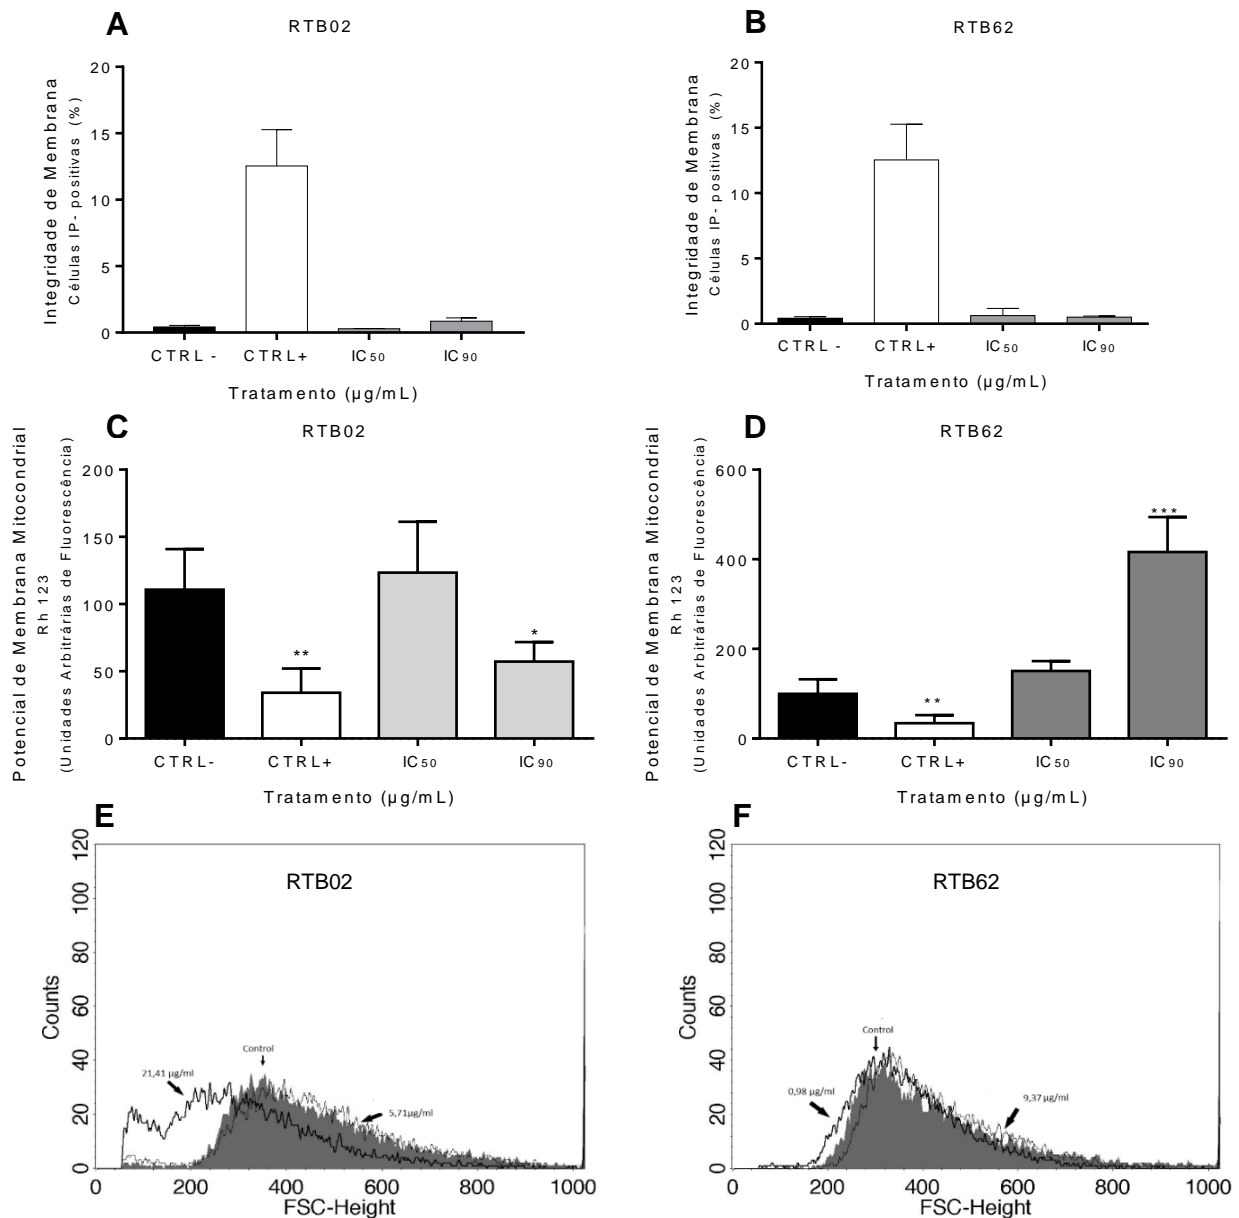 A
RTB02
Integridade de Membrana
Células IP- positivas (%)
20
15
10
5
0
CTRL -
CTRL+
IC50
IC90
Tratamento (µg/mL)
B
RTB62
Integridade de Membrana
Células IP- positivas (%)
20
15
10
5
0
CTRL -
CTRL+
IC50
IC90
Tratamento (µg/mL)
C
RTB02
Potencial de Membrana Mitocondrial
Rh 123
(Unidades Arbitrárias de Fluorescência)
200
150
100
50
0
**
*
CTRL-
CTRL+
IC50
IC90
Tratamento (µg/mL)
D
RTB62
Potencial de Membrana Mitocondrial
Rh 123
(Unidades Arbitrárias de Fluorescência)
600
400
200
0
**
***
CTRL-
CTRL+
IC50
IC90
Tratamento (µg/mL)
E
RTB02
Counts
120
100
80
60
40
20
0
Control
21,41 µg/ml
5,71µg/ml
0 200 400 600 800 1000
FSC-Height
F
RTB62
Counts
120
100
80
60
40
20
0
Control
0,98 µg/ml
9,37 µg/ml
0 200 400 600 800 1000
FSC-Height